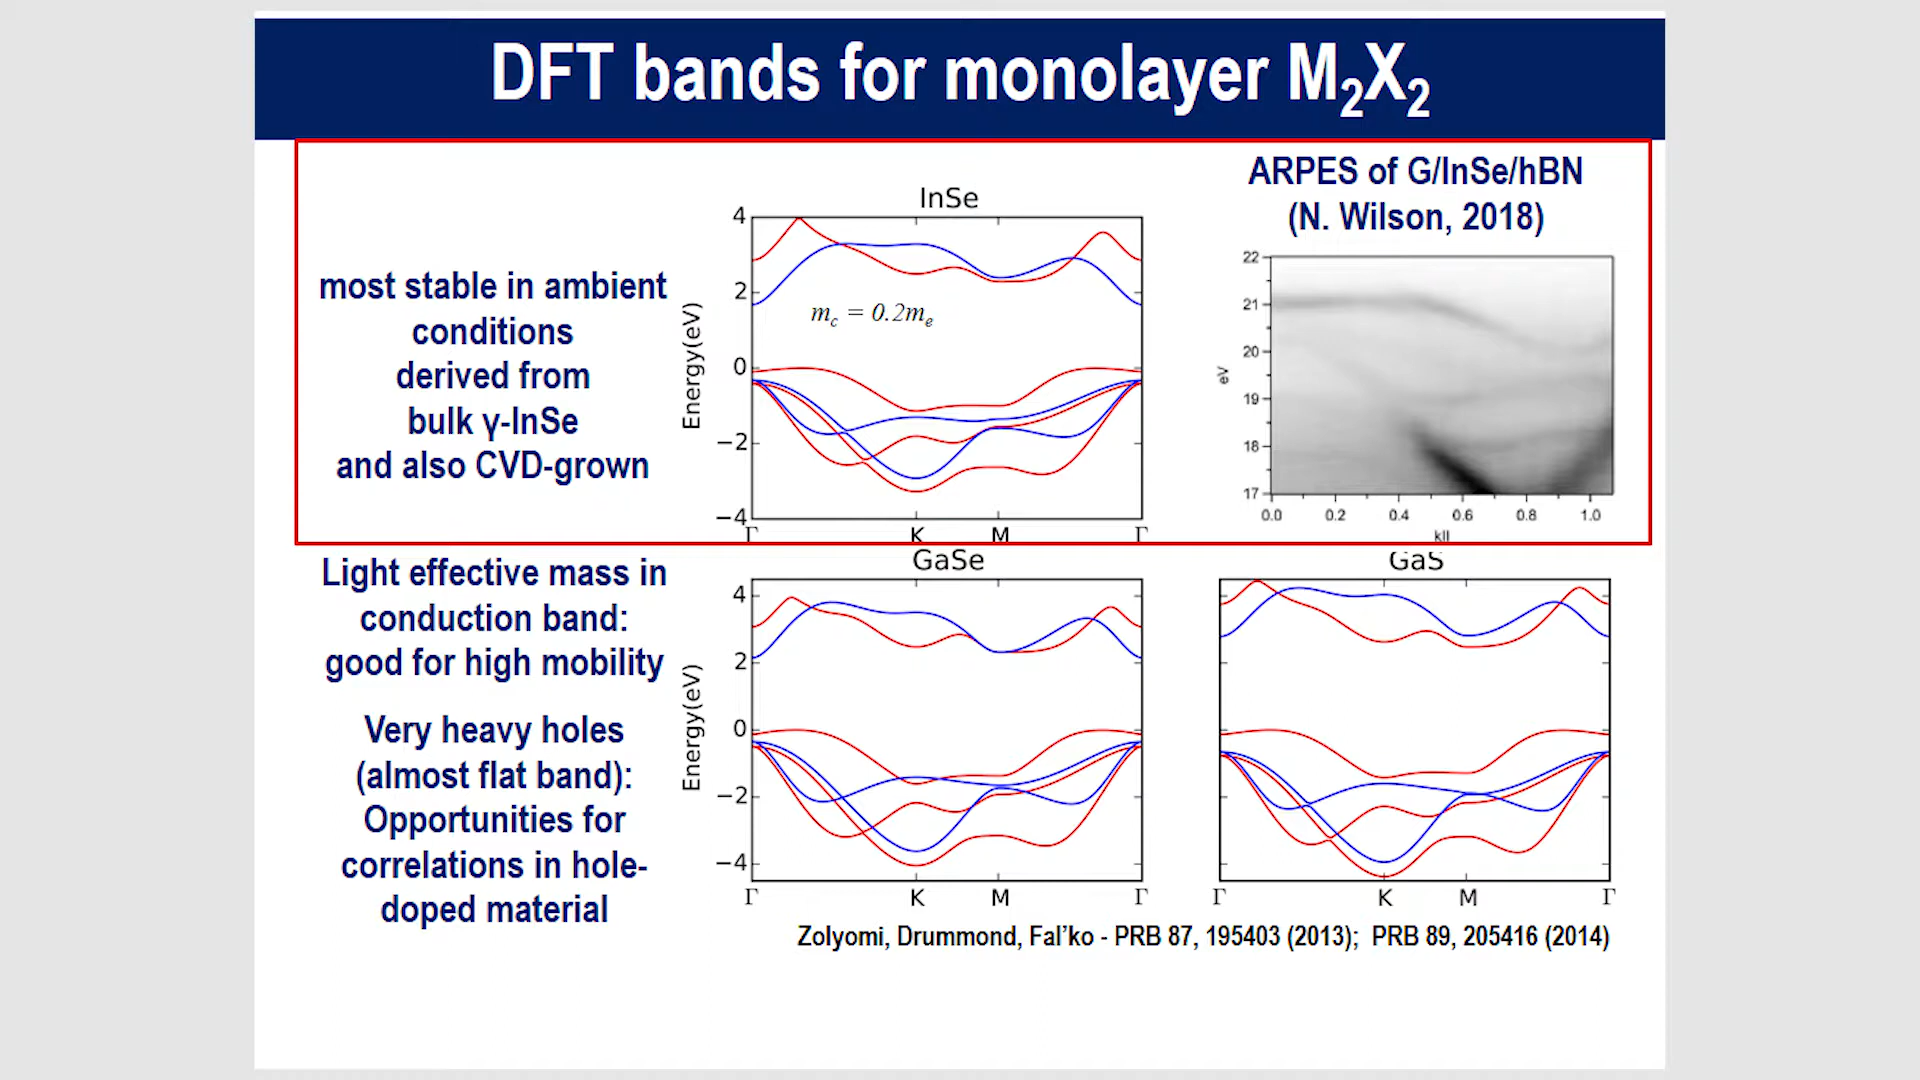 DFT bands for monolayer M₂X₂
most stable in ambient
conditions
derived from
bulk γ-InSe
and also CVD-grown
InSe
Energy(eV)
4
2
0
−2
−4
m_c = 0.2m_e
Γ K M Γ
ARPES of G/InSe/hBN
(N. Wilson, 2018)
eV
22
21
20
19
18
17
0.0 0.2 0.4 0.6 0.8 1.0
kII
Light effective mass in
conduction band:
good for high mobility
Very heavy holes
(almost flat band):
Opportunities for
correlations in hole-
doped material
GaSe
Energy(eV)
4
2
0
−2
−4
Γ K M Γ
GaS
Γ K M Γ
Zolyomi, Drummond, Fal’ko - PRB 87, 195403 (2013); PRB 89, 205416 (2014)